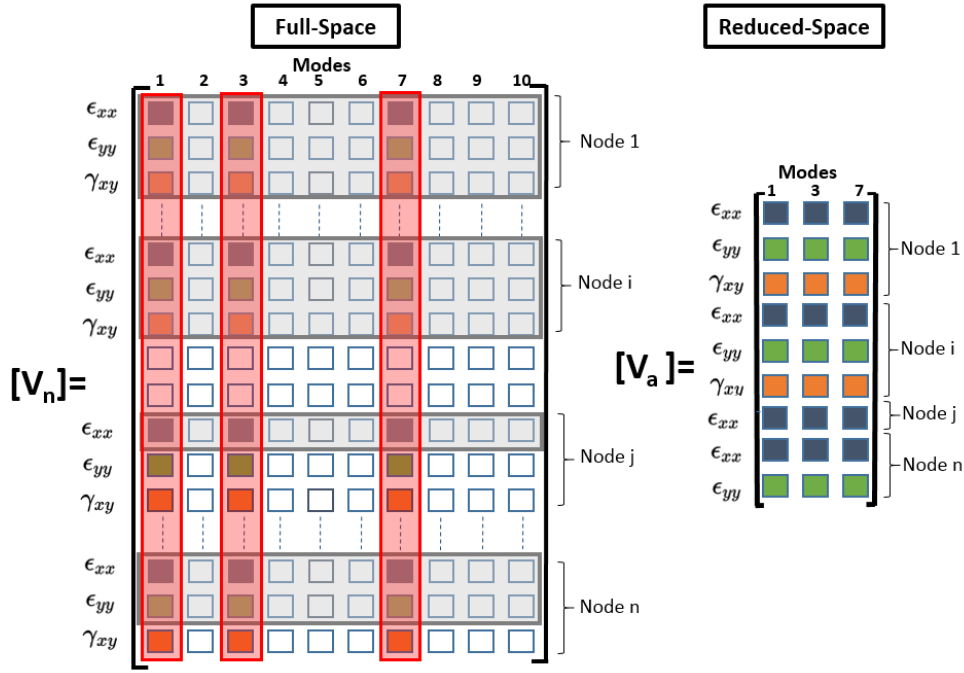 Full-Space
Reduced-Space
Modes
1 2 3 4 5 6 7 8 9 10
ϵxx
ϵyy
γxy
Node 1
ϵxx
ϵyy
γxy
Node i
[Vn]=
ϵxx
ϵyy
γxy
Node j
ϵxx
ϵyy
γxy
Node n
Modes
1 3 7
ϵxx
ϵyy
γxy
Node 1
ϵxx
ϵyy
γxy
Node i
[Va]=
ϵxx
Node j
ϵxx
ϵyy
Node n